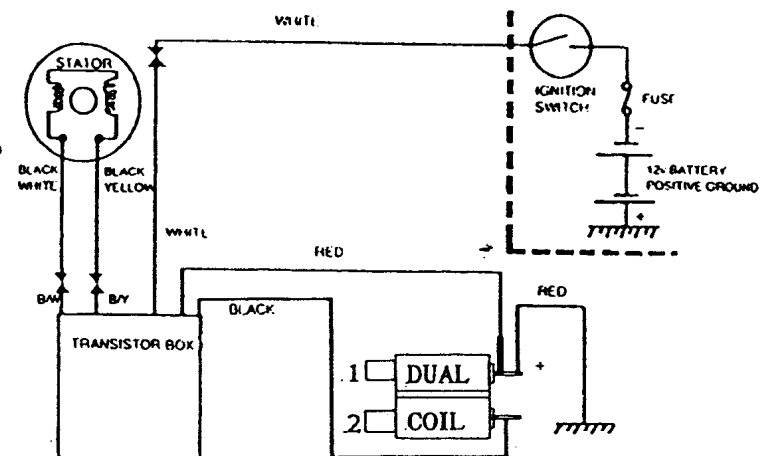 WHITE
STATOR
IGNITION
SWITCH
FUSE
−
12v BATTERY
POSITIVE GROUND
+
BLACK
WHITE
BLACK
YELLOW
WHITE
RED
RED
B/W
B/Y
BLACK
TRANSISTOR BOX
1 DUAL
+
2 COIL